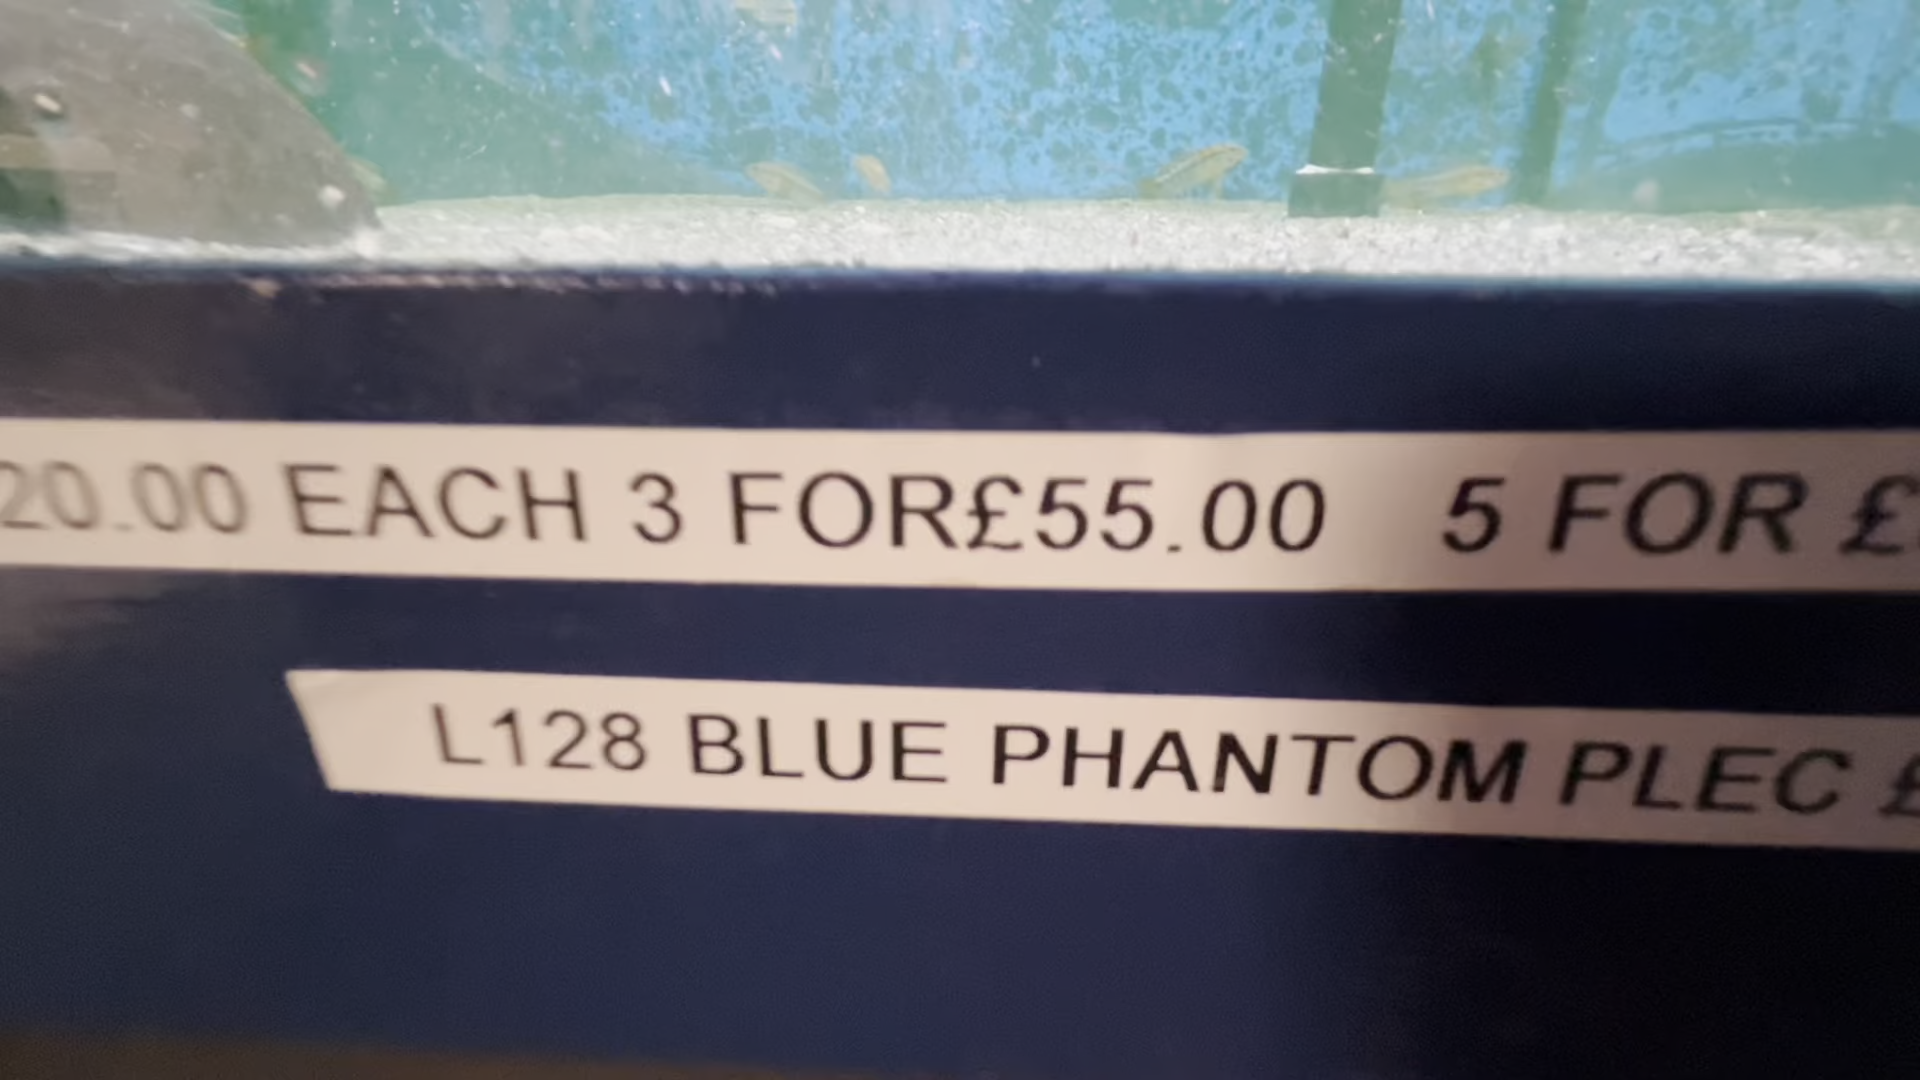 20.00 EACH 3 FOR£55.00 5 FOR £
L128 BLUE PHANTOM PLEC £